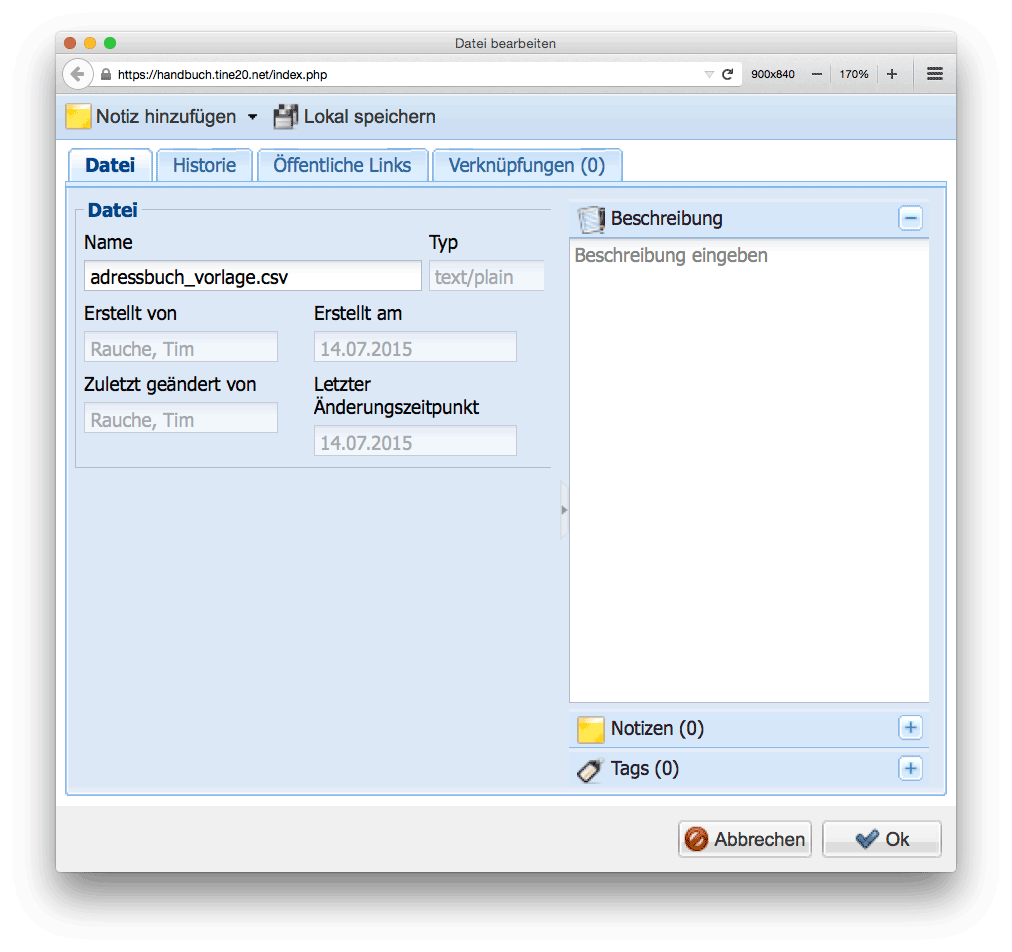 Datei bearbeiten
https://handbuch.tine20.net/index.php
900x840 — 170% +
Notiz hinzufügen Lokal speichern
Datei Historie Öffentliche Links Verknüpfungen (0)
Datei
Name Typ
adressbuch_vorlage.csv text/plain
Erstellt von Erstellt am
Rauche, Tim 14.07.2015
Zuletzt geändert von Letzter
Änderungszeitpunkt
Rauche, Tim 14.07.2015
Beschreibung
Beschreibung eingeben
Notizen (0)
Tags (0)
Abbrechen Ok